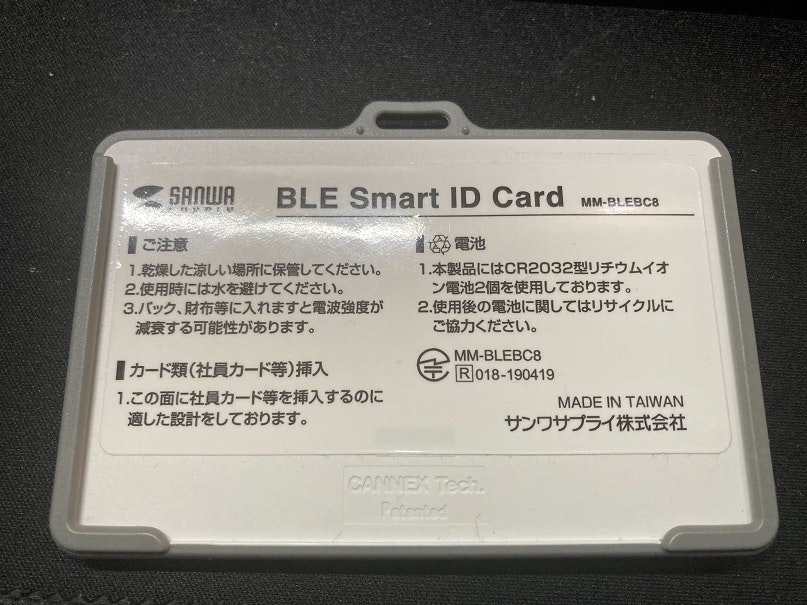 SANWA
SUPPLY
BLE Smart ID Card MM-BLEBC8
ご注意
1.乾燥した涼しい場所に保管してください。
2.使用時には水を避けてください。
3.バック、財布等に入れますと電波強度が
減衰する可能性があります。
カード類(社員カード等)挿入
1.この面に社員カード等を挿入するのに
適した設計をしております。
電池
1.本製品にはCR2032型リチウムイオ
ン電池2個を使用しております。
2.使用後の電池に関してはリサイクルに
ご協力ください。
MM-BLEBC8
R 018-190419
MADE IN TAIWAN
サンワサプライ株式会社
CANNEX Tech.
Patented